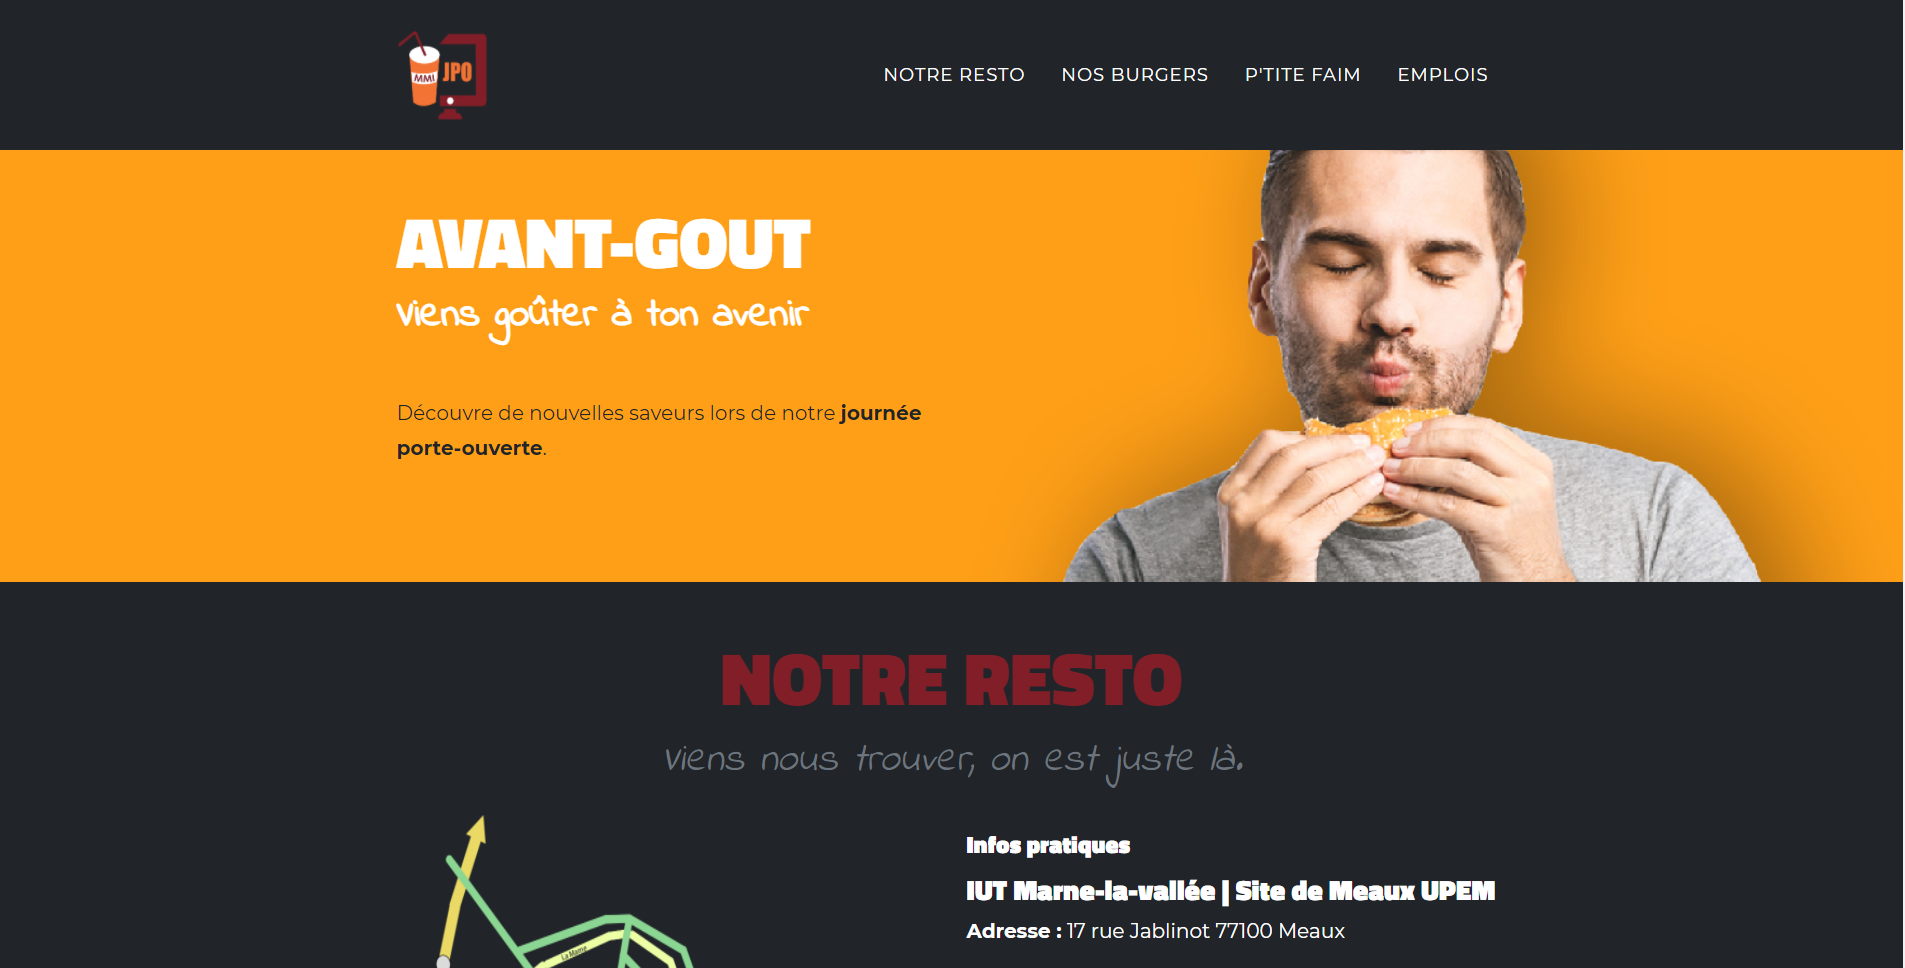 MMI JPO
NOTRE RESTO NOS BURGERS P'TITE FAIM EMPLOIS
AVANT-GOUT
Viens goûter à ton avenir
Découvre de nouvelles saveurs lors de notre journée
porte-ouverte.
NOTRE RESTO
Viens nous trouver, on est juste là.
Infos pratiques
IUT Marne-la-vallée | Site de Meaux UPEM
Adresse : 17 rue Jablinot 77100 Meaux
La Marne